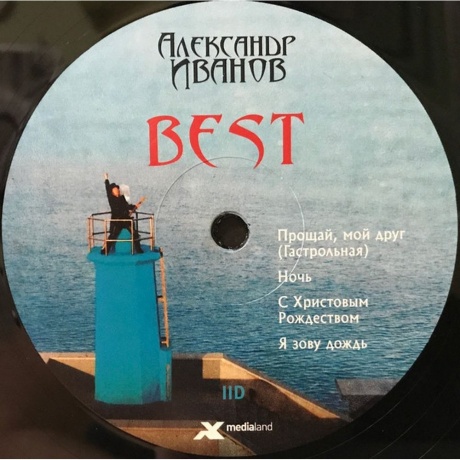 Александр
Иванов
BEST
Прощай, мой друг
(Гастрольная)
Ночь
С Христовым
Рождеством
Я зову дождь
IID
X medialand